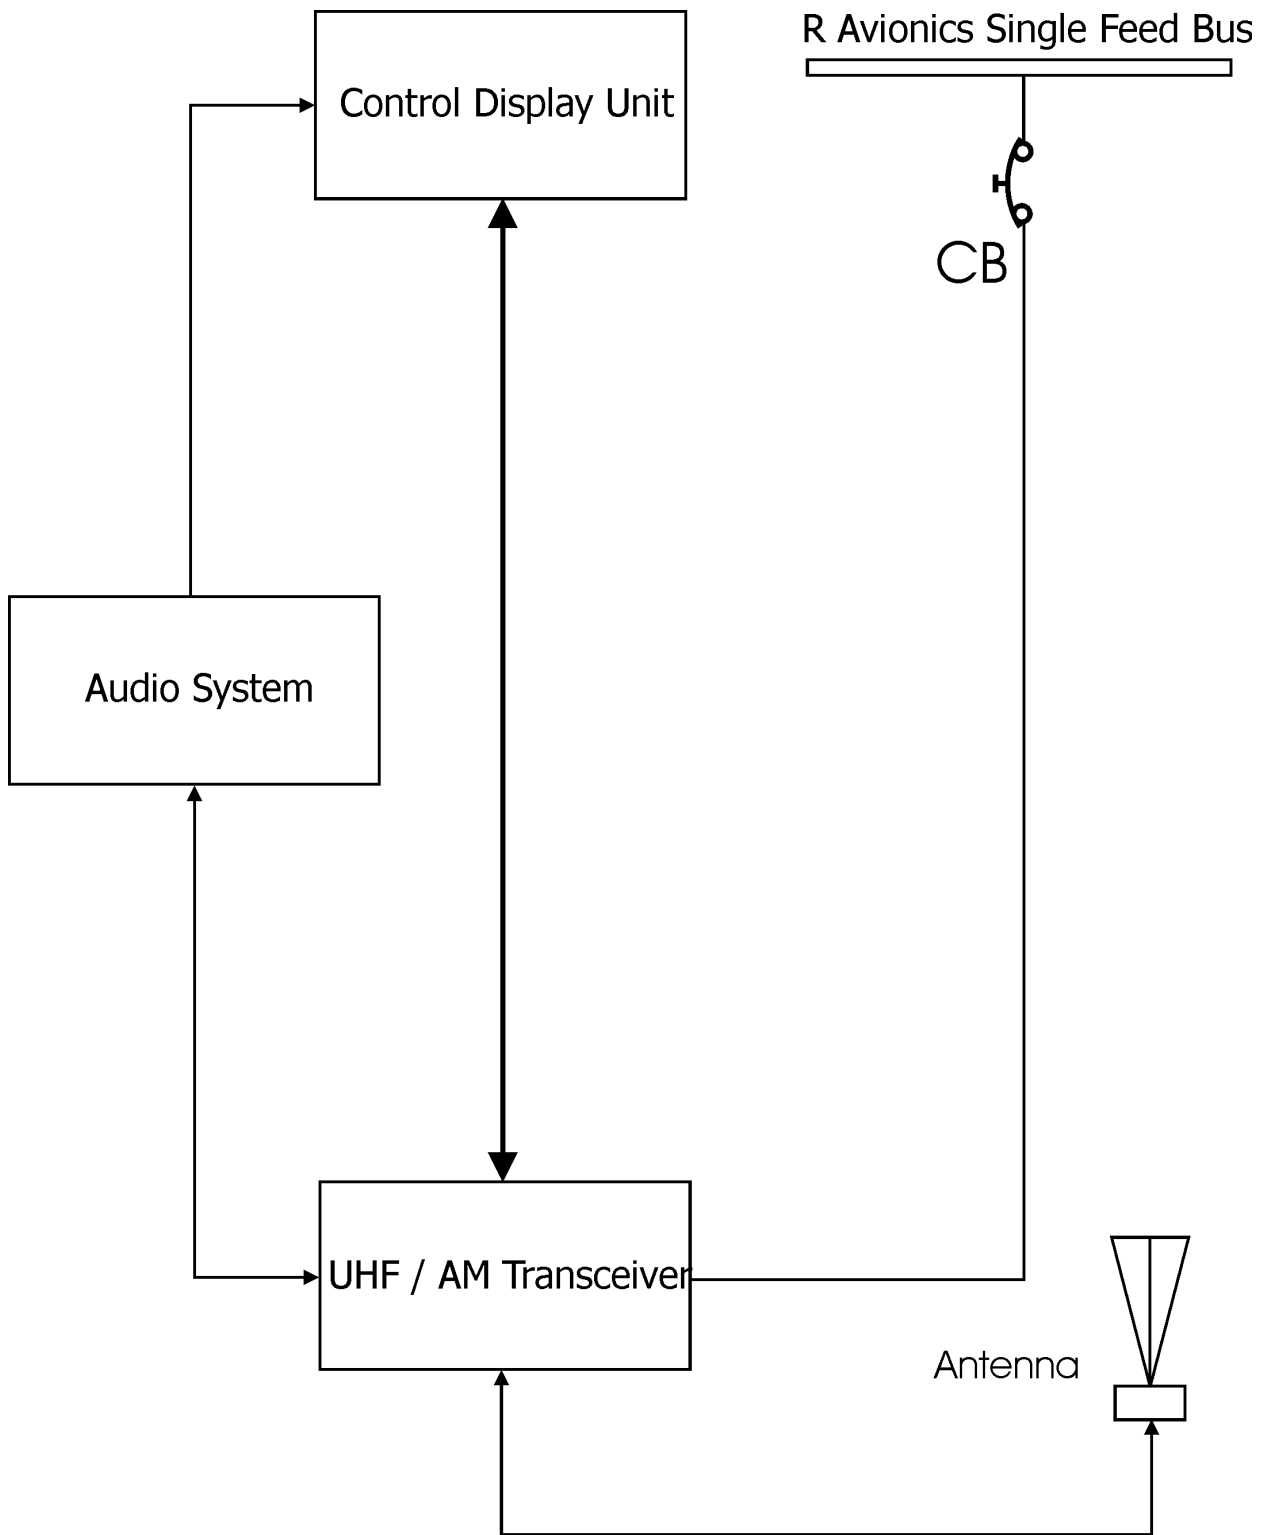 R Avionics Single Feed Bus
Control Display Unit
CB
Audio System
UHF / AM Transceiver
Antenna